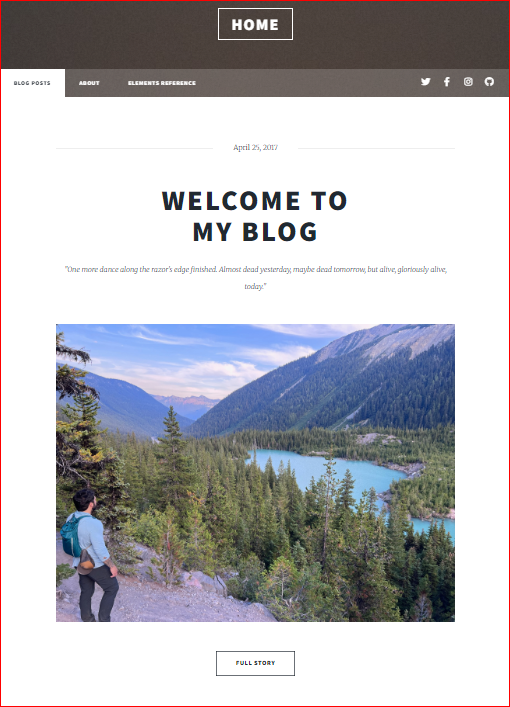 HOME
BLOG POSTS ABOUT ELEMENTS REFERENCE
April 25, 2017
WELCOME TO
MY BLOG
"One more dance along the razor's edge finished. Almost dead yesterday, maybe dead tomorrow, but alive, gloriously alive,
today."
FULL STORY